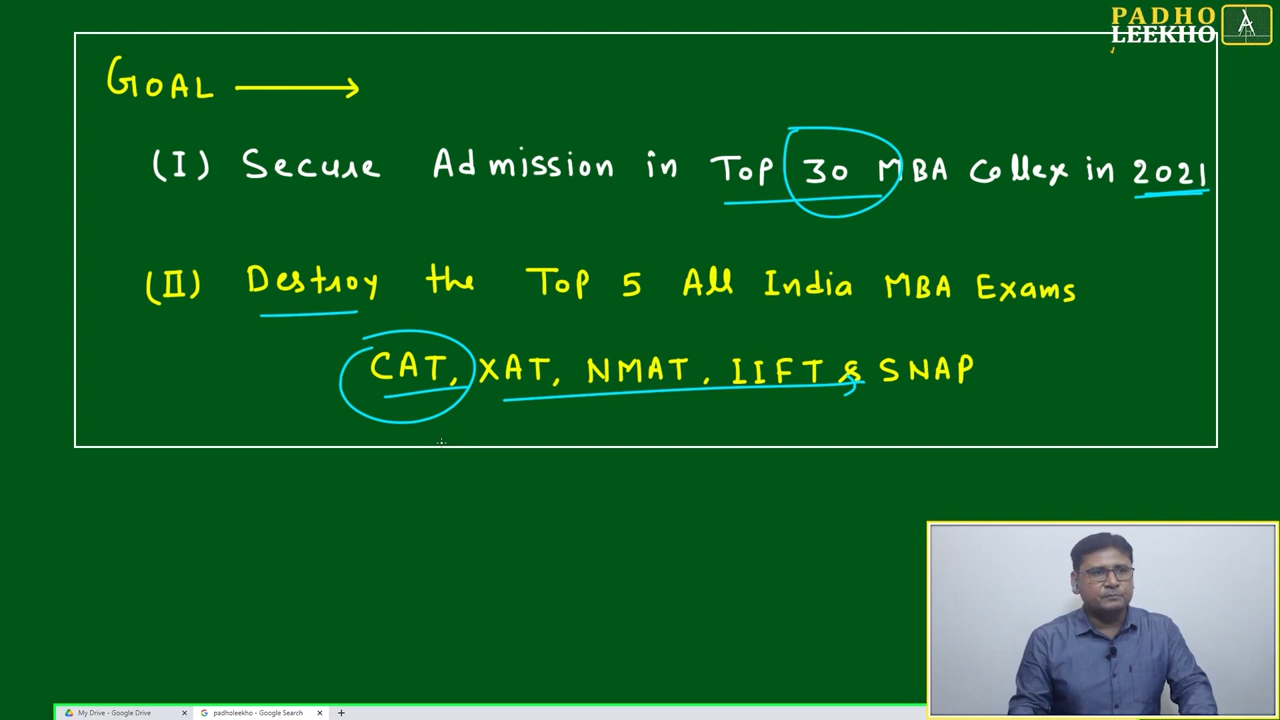 PADHO
LEEKHO
GOAL
(I) Secure Admission in Top 30 MBA Collex in 2021
(II) Destroy the Top 5 All India MBA Exams
CAT, XAT, NMAT, IIFT & SNAP
My Drive - Google Drive
padholeekho - Google Search